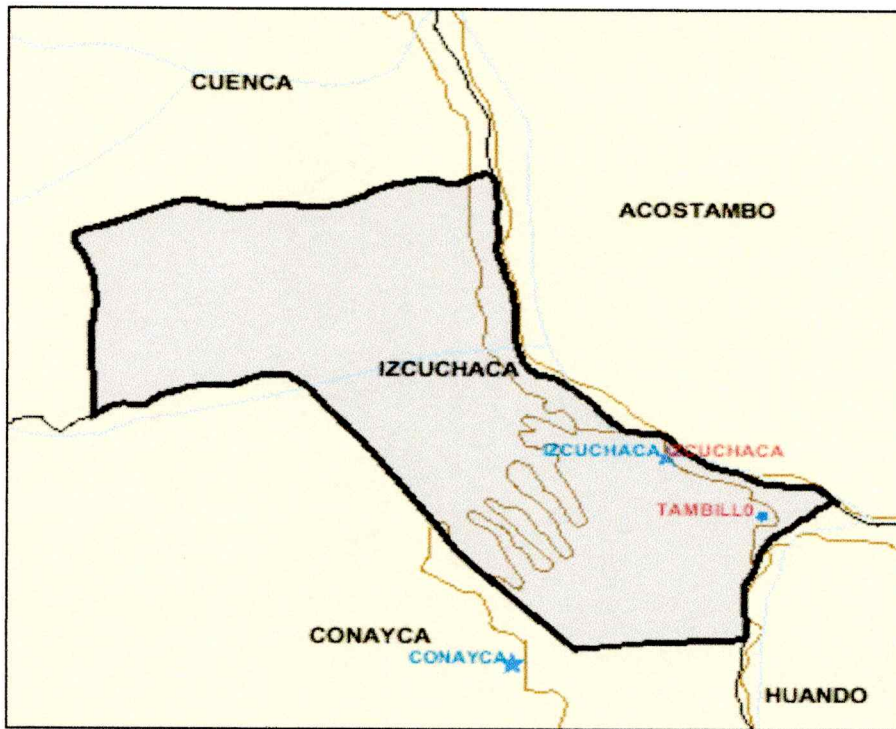 CUENCA
ACOSTAMBO
IZCUCHACA
IZCUCHACA IZCUCHACA
TAMBILLO
CONAYCA
CONAYCA
HUANDO